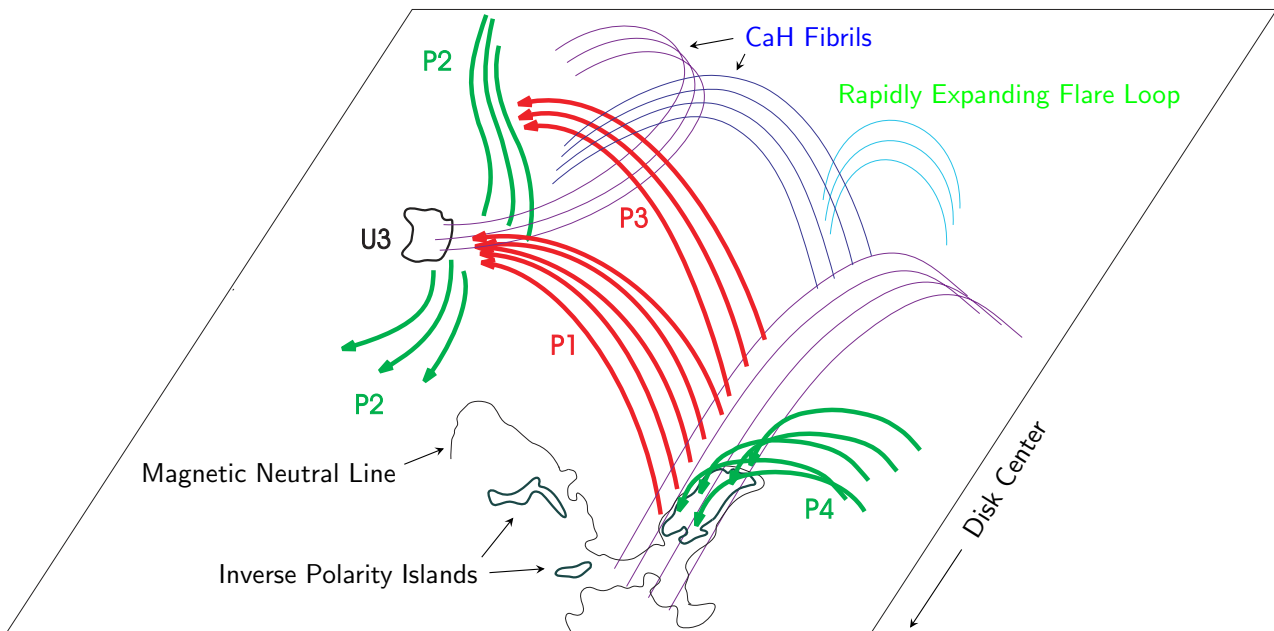 CaH Fibrils
P2
Rapidly Expanding Flare Loop
P3
U3
P1
P2
Magnetic Neutral Line
P4
Disk Center
Inverse Polarity Islands